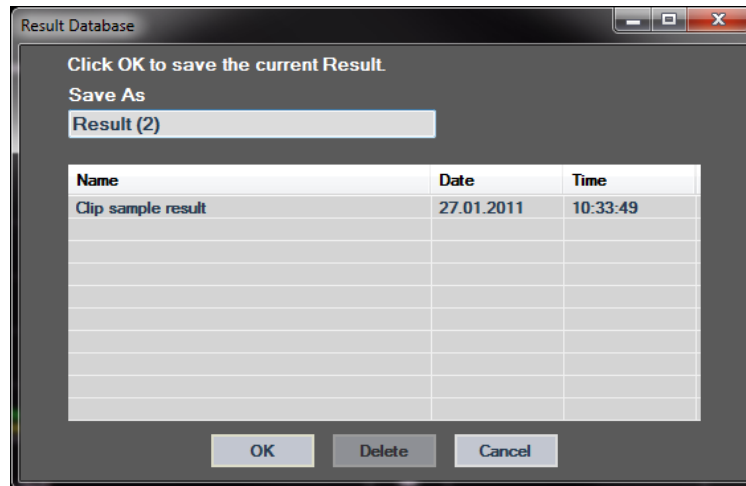 Result Database
Click OK to save the current Result.
Save As
Result (2)
Name Date Time
Clip sample result 27.01.2011 10:33:49
OK Delete Cancel